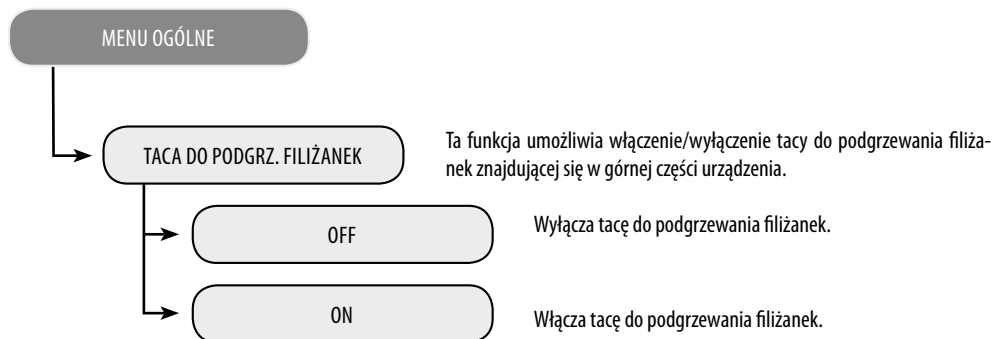 MENU OGÓLNE
TACA DO PODGRZ. FILIŻANEK
Ta funkcja umożliwia włączenie/wyłączenie tacy do podgrzewania filiża-
nek znajdującej się w górnej części urządzenia.
OFF
Wyłącza tacę do podgrzewania filiżanek.
ON
Włącza tacę do podgrzewania filiżanek.